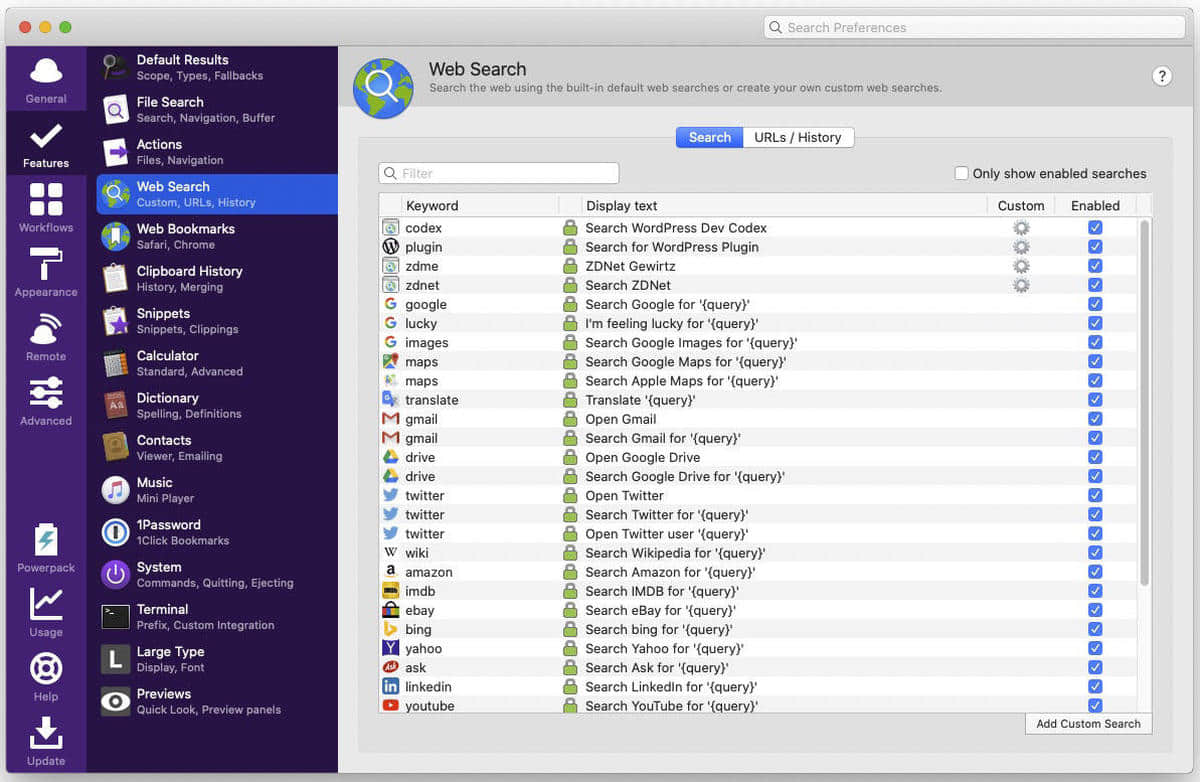 Search Preferences
General
Features
Workflows
Appearance
Remote
Advanced
Powerpack
Usage
Help
Update
Default Results
Scope, Types, Fallbacks
File Search
Search, Navigation, Buffer
Actions
Files, Navigation
Web Search
Custom, URLs, History
Web Bookmarks
Safari, Chrome
Clipboard History
History, Merging
Snippets
Snippets, Clippings
Calculator
Standard, Advanced
Dictionary
Spelling, Definitions
Contacts
Viewer, Emailing
Music
Mini Player
1Password
1Click Bookmarks
System
Commands, Quitting, Ejecting
Terminal
Prefix, Custom Integration
Large Type
Display, Font
Previews
Quick Look, Preview panels
Web Search
Search the web using the built-in default web searches or create your own custom web searches.
?
Search URLs / History
Filter
Only show enabled searches
Keyword Display text Custom Enabled
codex Search WordPress Dev Codex
plugin Search for WordPress Plugin
zdme ZDNet Gewirtz
zdnet Search ZDNet
google Search Google for '{query}'
lucky I'm feeling lucky for '{query}'
images Search Google Images for '{query}'
maps Search Google Maps for '{query}'
maps Search Apple Maps for '{query}'
translate Translate '{query}'
gmail Open Gmail
gmail Search Gmail for '{query}'
drive Open Google Drive
drive Search Google Drive for '{query}'
twitter Open Twitter
twitter Search Twitter for '{query}'
twitter Open Twitter user '{query}'
wiki Search Wikipedia for '{query}'
amazon Search Amazon for '{query}'
imdb Search IMDB for '{query}'
ebay Search eBay for '{query}'
bing Search bing for '{query}'
yahoo Search Yahoo for '{query}'
ask Search Ask for '{query}'
linkedin Search LinkedIn for '{query}'
youtube Search YouTube for '{query}'
Add Custom Search